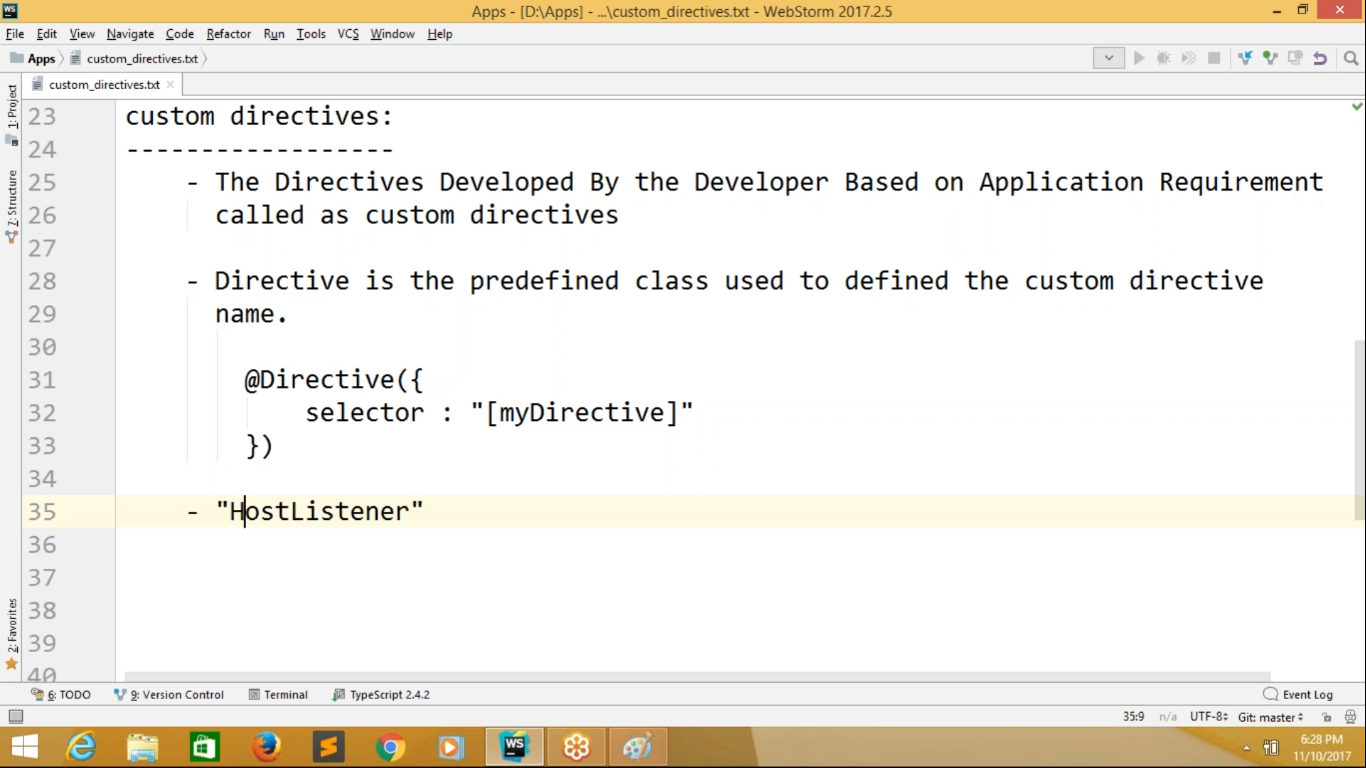 Apps - [D:\Apps] - ...\custom_directives.txt - WebStorm 2017.2.5
File Edit View Navigate Code Refactor Run Tools VCS Window Help
Apps custom_directives.txt
custom_directives.txt
1: Project
7: Structure
2: Favorites
23 custom directives:
24 ------------------
25 - The Directives Developed By the Developer Based on Application Requirement
26 called as custom directives
27
28 - Directive is the predefined class used to defined the custom directive
29 name.
30
31 @Directive({
32 selector : "[myDirective]"
33 })
34
35 - "HostListener"
36
37
38
39
40
6: TODO 9: Version Control Terminal TypeScript 2.4.2 Event Log
35:9 n/a UTF-8 Git: master
WS
6:28 PM
11/10/2017